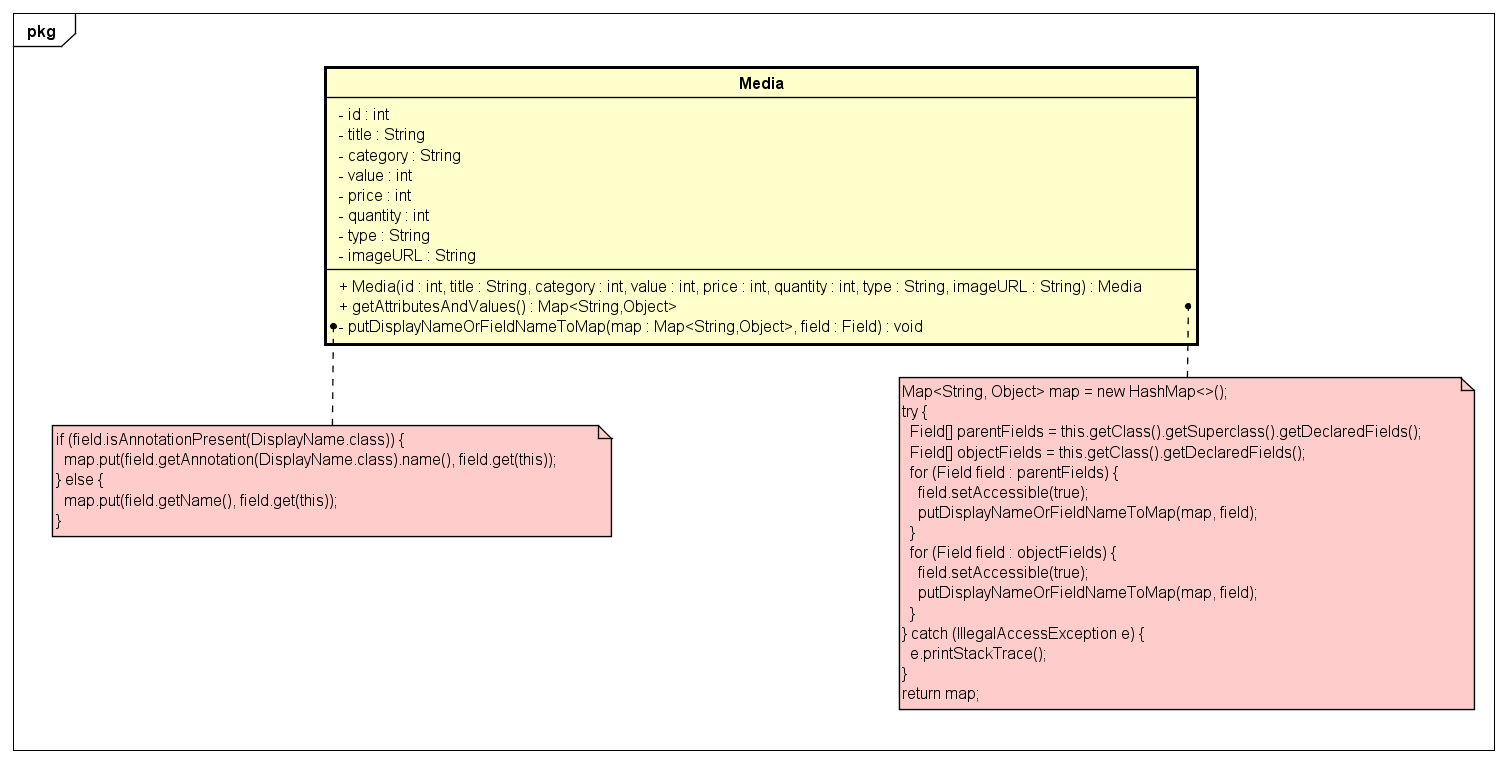 pkg
Media
- id : int
- title : String
- category : String
- value : int
- price : int
- quantity : int
- type : String
- imageURL : String
+ Media(id : int, title : String, category : int, value : int, price : int, quantity : int, type : String, imageURL : String) : Media
+ getAttributesAndValues() : Map<String,Object>
- putDisplayNameOrFieldNameToMap(map : Map<String,Object>, field : Field) : void
if (field.isAnnotationPresent(DisplayName.class)) {
  map.put(field.getAnnotation(DisplayName.class).name(), field.get(this));
} else {
  map.put(field.getName(), field.get(this));
}
Map<String, Object> map = new HashMap<>();
try {
  Field[] parentFields = this.getClass().getSuperclass().getDeclaredFields();
  Field[] objectFields = this.getClass().getDeclaredFields();
  for (Field field : parentFields) {
    field.setAccessible(true);
    putDisplayNameOrFieldNameToMap(map, field);
  }
  for (Field field : objectFields) {
    field.setAccessible(true);
    putDisplayNameOrFieldNameToMap(map, field);
  }
} catch (IllegalAccessException e) {
  e.printStackTrace();
}
return map;